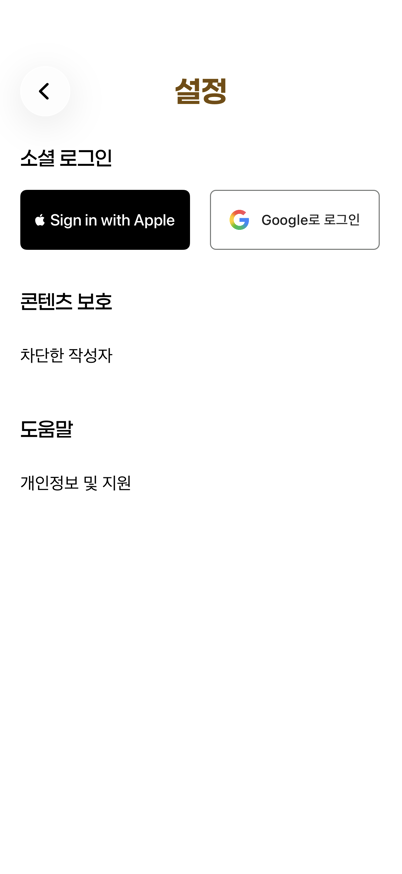 설정
소셜 로그인
Sign in with Apple
Google로 로그인
콘텐츠 보호
차단한 작성자
도움말
개인정보 및 지원